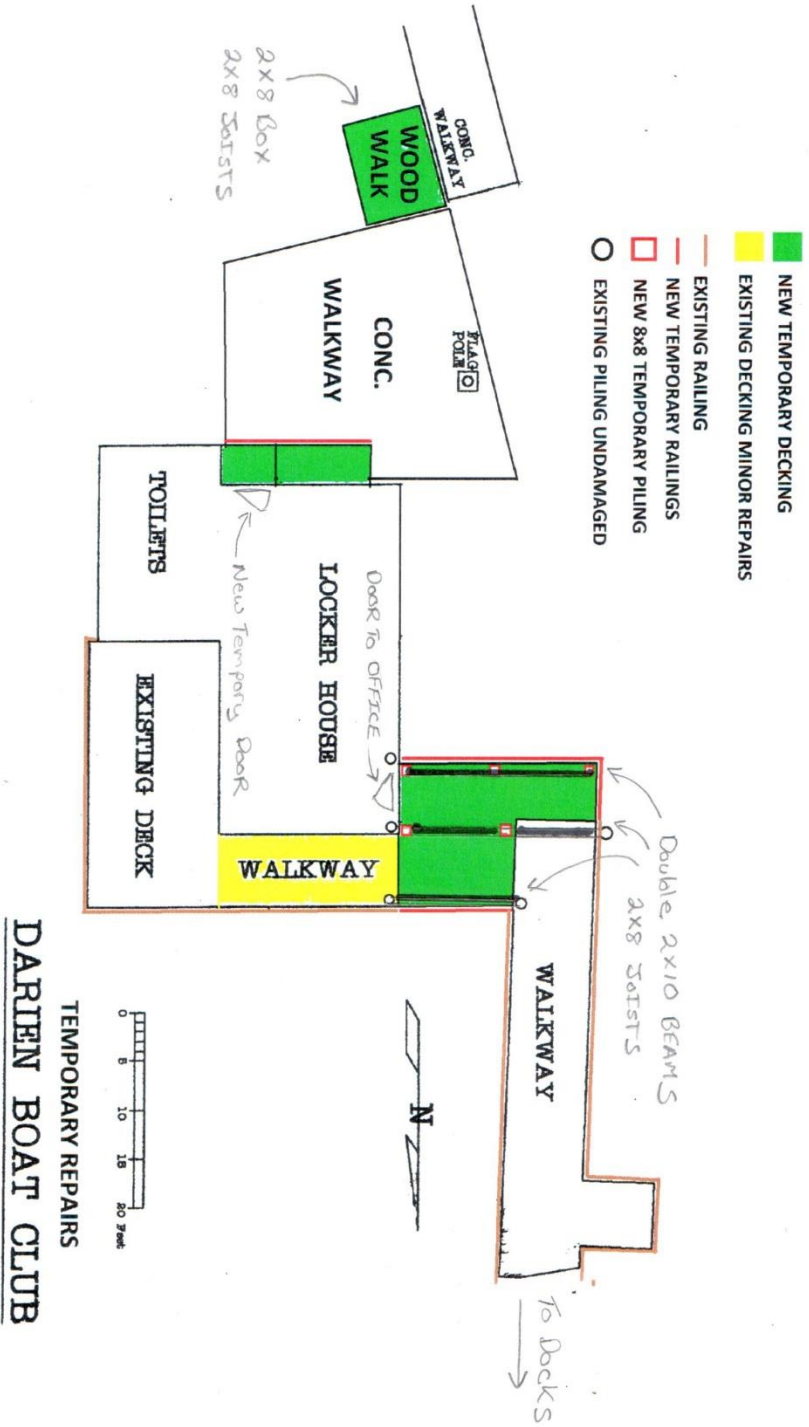 NEW TEMPORARY DECKING
EXISTING DECKING MINOR REPAIRS
EXISTING RAILING
NEW TEMPORARY RAILINGS
NEW 8x8 TEMPORARY PILING
EXISTING PILING UNDAMAGED
CONC.
WALKWAY
WOOD
WALK
2x8 Box
2x8 JOISTS
FLAG
POLE
CONC.
WALKWAY
TOILETS
New Tempory Door
LOCKER HOUSE
Door To OFFICE
EXISTING DECK
WALKWAY
Double 2x10 BEAMS
2x8 JOISTS
WALKWAY
To Docks
N
0 5 10 15 20 Feet
TEMPORARY REPAIRS
DARIEN BOAT CLUB